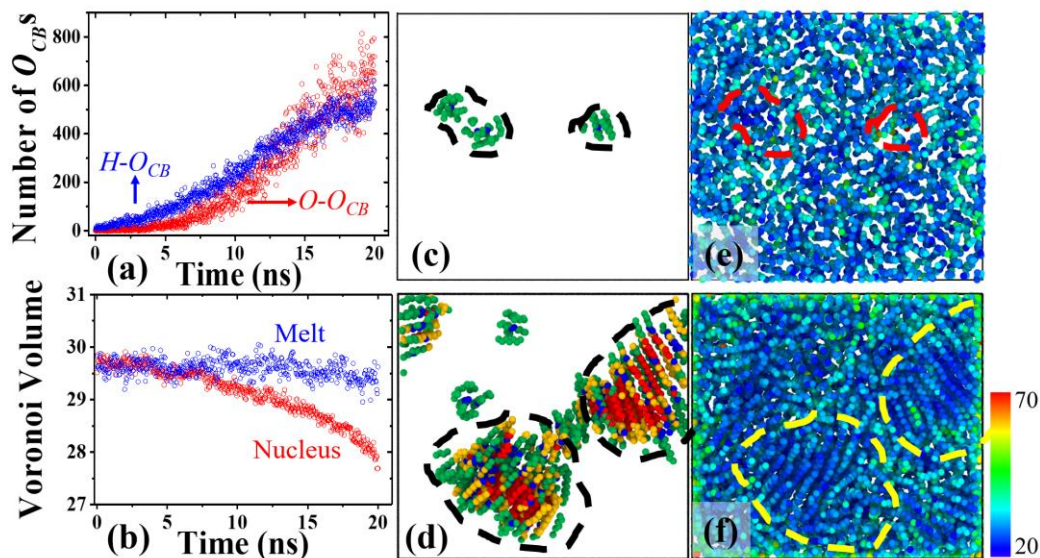 Number of O_CBs
800
600
400
200
0
H-O_CB
O-O_CB
0
5
10
15
20
(a) Time (ns)
(c)
(e)
Voronoi Volume
31
30
29
28
27
Melt
Nucleus
0
5
10
15
20
(b) Time (ns)
(d)
(f)
70
20